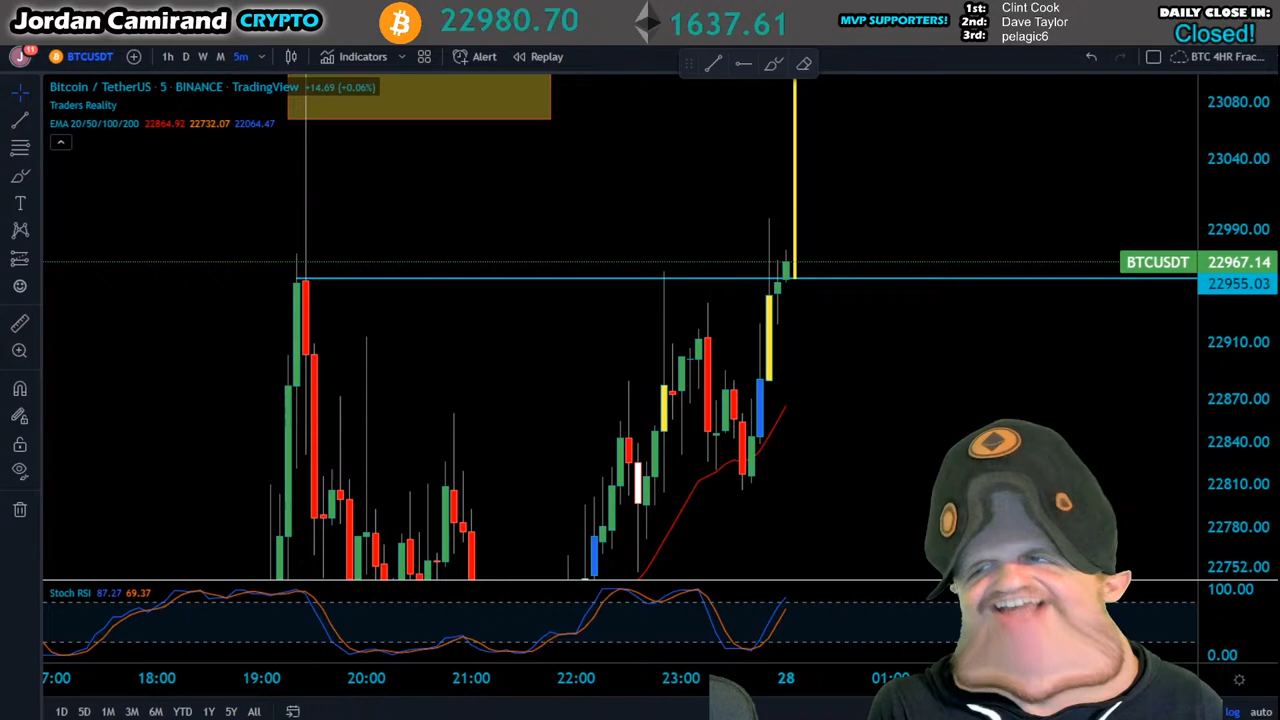 Jordan Camirand CRYPTO
22980.70
1637.61
MVP SUPPORTERS!
1st: Clint Cook
2nd: Dave Taylor
3rd: pelagic6
DAILY CLOSE IN:
Closed!
J 11 BTCUSDT 1h D W M 5m Indicators Alert Replay BTC 4HR Frac...
Bitcoin / TetherUS · 5 · BINANCE · TradingView +14.69 (+0.06%)
Traders Reality
EMA 20/50/100/200 22864.92 22732.07 22064.47
23080.00
23040.00
22990.00
BTCUSDT 22967.14
22955.03
22910.00
22870.00
22840.00
22810.00
22780.00
22752.00
Stoch RSI 87.27 69.37
100.00
0.00
7:00 18:00 19:00 20:00 21:00 22:00 23:00 28 01:00
1D 5D 1M 3M 6M YTD 1Y 5Y All
log auto